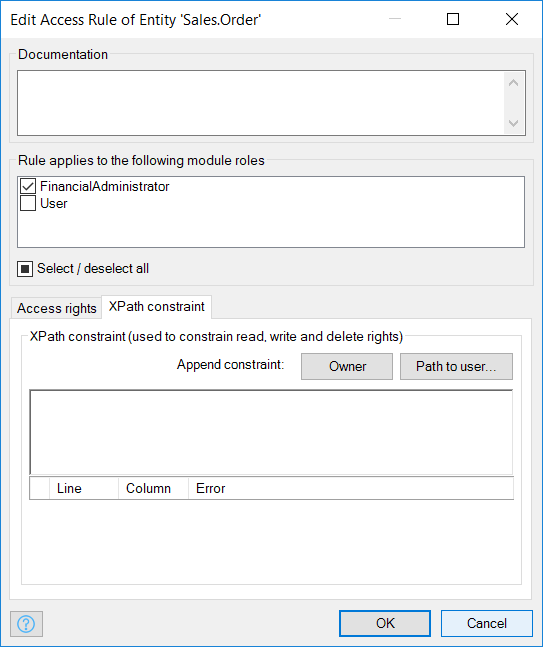 Edit Access Rule of Entity 'Sales.Order'
Documentation
Rule applies to the following module roles
FinancialAdministrator
User
Select / deselect all
Access rights XPath constraint
XPath constraint (used to constrain read, write and delete rights)
Append constraint: Owner Path to user...
Line Column Error
? OK Cancel